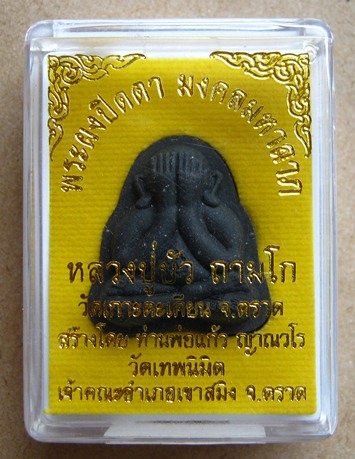 พระผงปิดตา มงคลมหาลาภ
หลวงปู่บัว ถามโก
วัดเกาะตะเคียน จ.ตราด
สร้างโดย ท่านพ่อแก้ว ญาณวโร
วัดเทพนิมิต
เจ้าคณะอำเภอเขาสมิง จ.ตราด